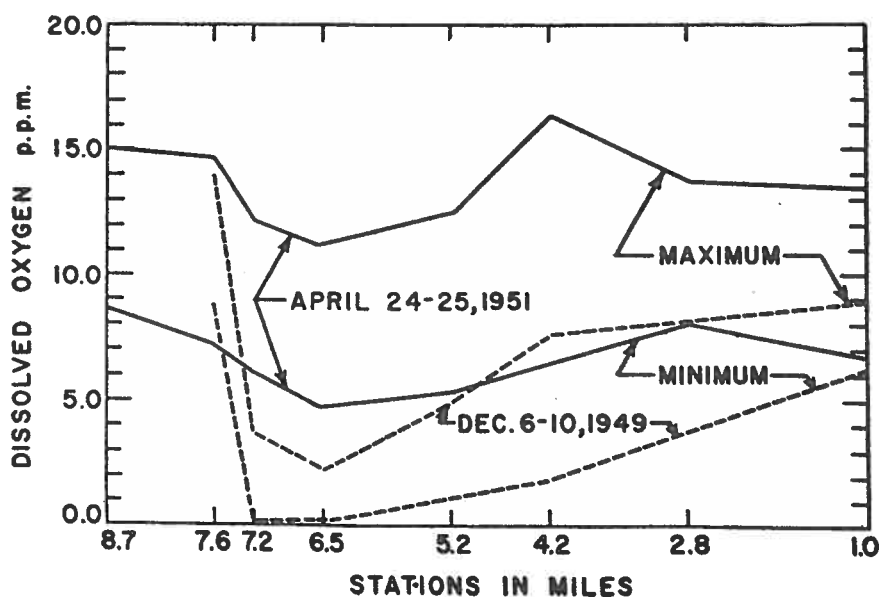 20.0
15.0
10.0
5.0
0.0
DISSOLVED OXYGEN p.p.m.
MAXIMUM
APRIL 24-25,1951
MINIMUM
DEC. 6-10,1949
8.7 7.6 7.2 6.5 5.2 4.2 2.8 1.0
STATIONS IN MILES